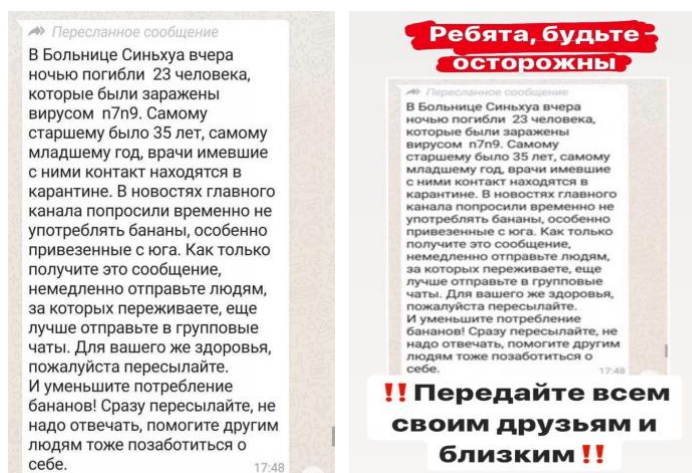 Пересланное сообщение
В Больнице Синьхуа вчера
ночью погибли  23 человека,
которые были заражены
вирусом  n7n9. Самому
старшему было 35 лет, самому
младшему год, врачи имевшие
с ними контакт находятся в
карантине. В новостях главного
канала попросили временно не
употреблять бананы, особенно
привезенные с юга. Как только
получите это сообщение,
немедленно отправьте людям,
за которых переживаете, еще
лучше отправьте в групповые
чаты. Для вашего же здоровья,
пожалуйста пересылайте.
И уменьшите потребление
бананов! Сразу пересылайте, не
надо отвечать, помогите другим
людям тоже позаботиться о
себе.
17:48
Ребята, будьте
осторожны
Пересланное сообщение
В Больнице Синьхуа вчера
ночью погибли  23 человека,
которые были заражены
вирусом  n7n9. Самому
старшему было 35 лет, самому
младшему год, врачи имевшие
с ними контакт находятся в
карантине. В новостях главного
канала попросили временно не
употреблять бананы, особенно
привезенные с юга. Как только
получите это сообщение,
немедленно отправьте людям,
за которых переживаете, еще
лучше отправьте в групповые
чаты. Для вашего же здоровья,
пожалуйста пересылайте.
И уменьшите потребление
бананов! Сразу пересылайте, не
надо отвечать, помогите другим
людям тоже позаботиться о
себе.
17:48
‼️Передайте всем
своим друзьям и
близким‼️